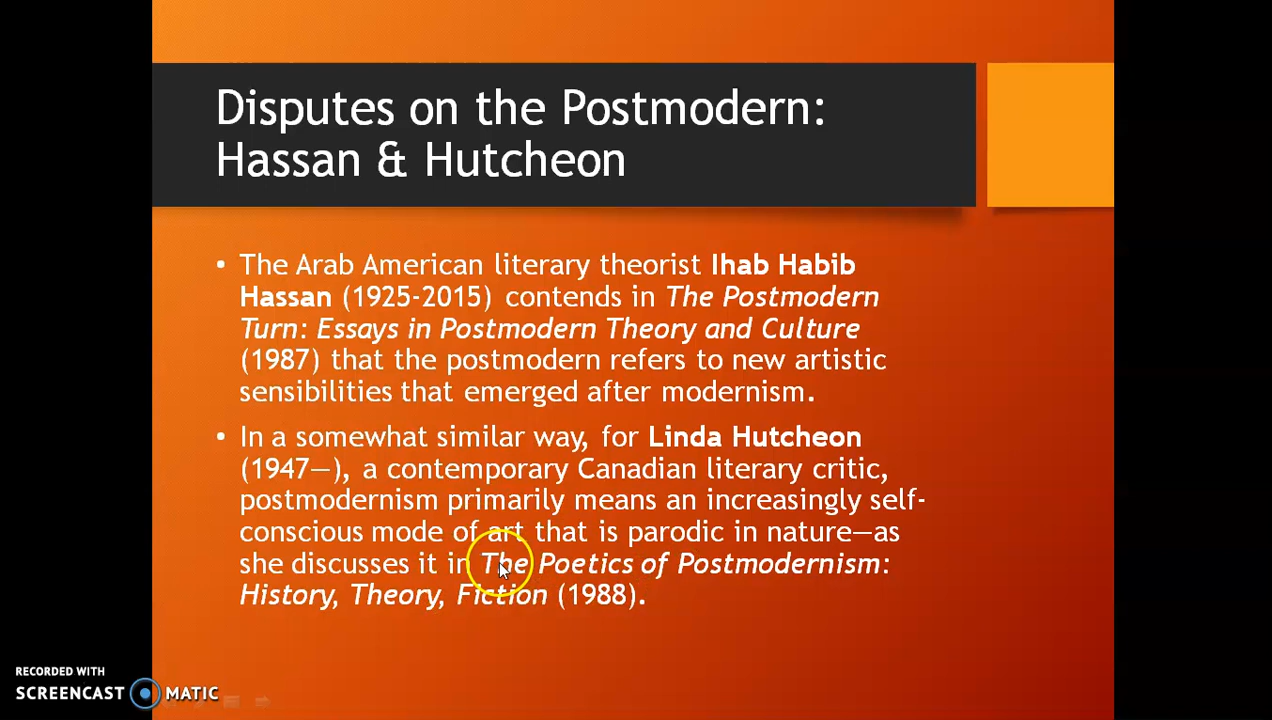 Disputes on the Postmodern:
Hassan & Hutcheon
• The Arab American literary theorist Ihab Habib
Hassan (1925-2015) contends in The Postmodern
Turn: Essays in Postmodern Theory and Culture
(1987) that the postmodern refers to new artistic
sensibilities that emerged after modernism.
• In a somewhat similar way, for Linda Hutcheon
(1947—), a contemporary Canadian literary critic,
postmodernism primarily means an increasingly self-
conscious mode of art that is parodic in nature—as
she discusses it in The Poetics of Postmodernism:
History, Theory, Fiction (1988).
RECORDED WITH
SCREENCAST MATIC